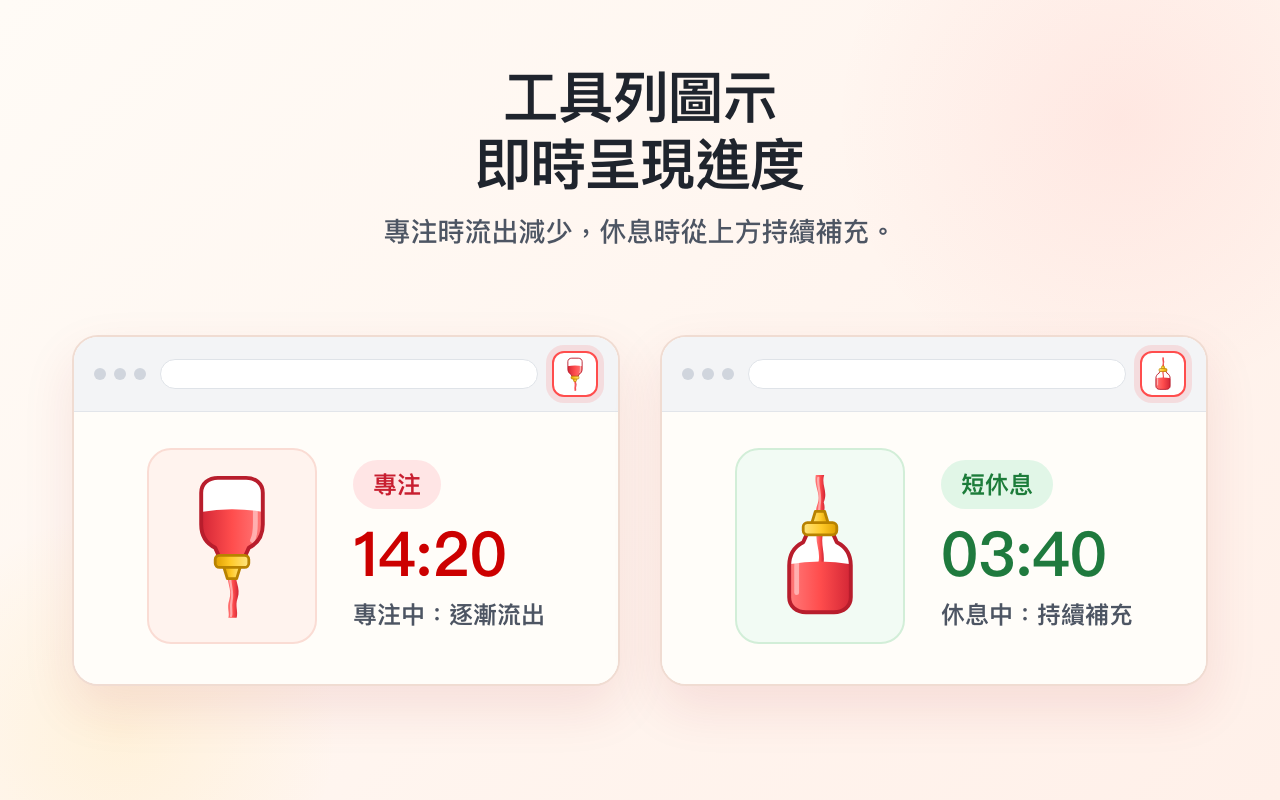 工具列圖示
即時呈現進度
專注時流出減少，休息時從上方持續補充。
專注
14:20
專注中：逐漸流出
短休息
03:40
休息中：持續補充